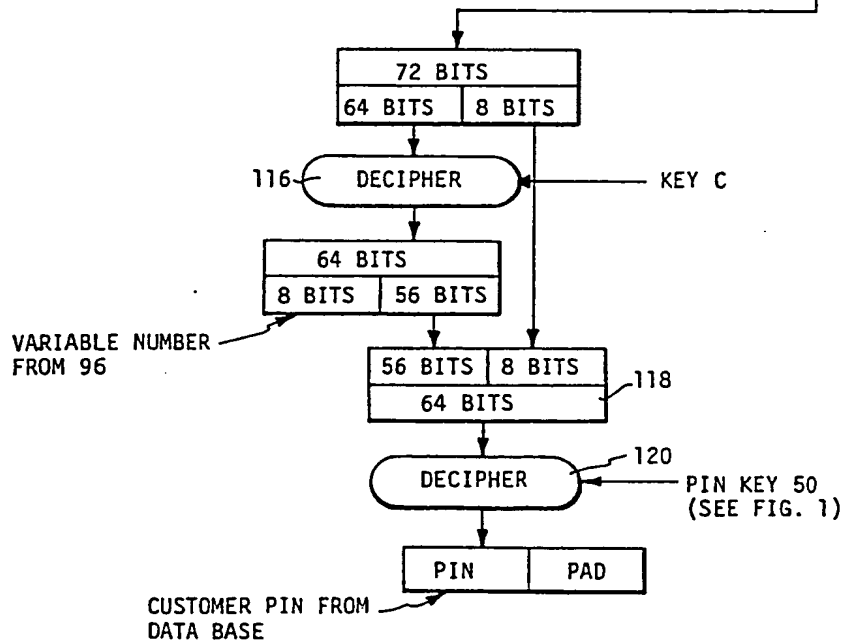 72 BITS
64 BITS 8 BITS
116 DECIPHER KEY C
64 BITS
8 BITS 56 BITS
VARIABLE NUMBER
FROM 96
56 BITS 8 BITS
118
64 BITS
120
DECIPHER
PIN KEY 50
(SEE FIG. 1)
PIN PAD
CUSTOMER PIN FROM
DATA BASE